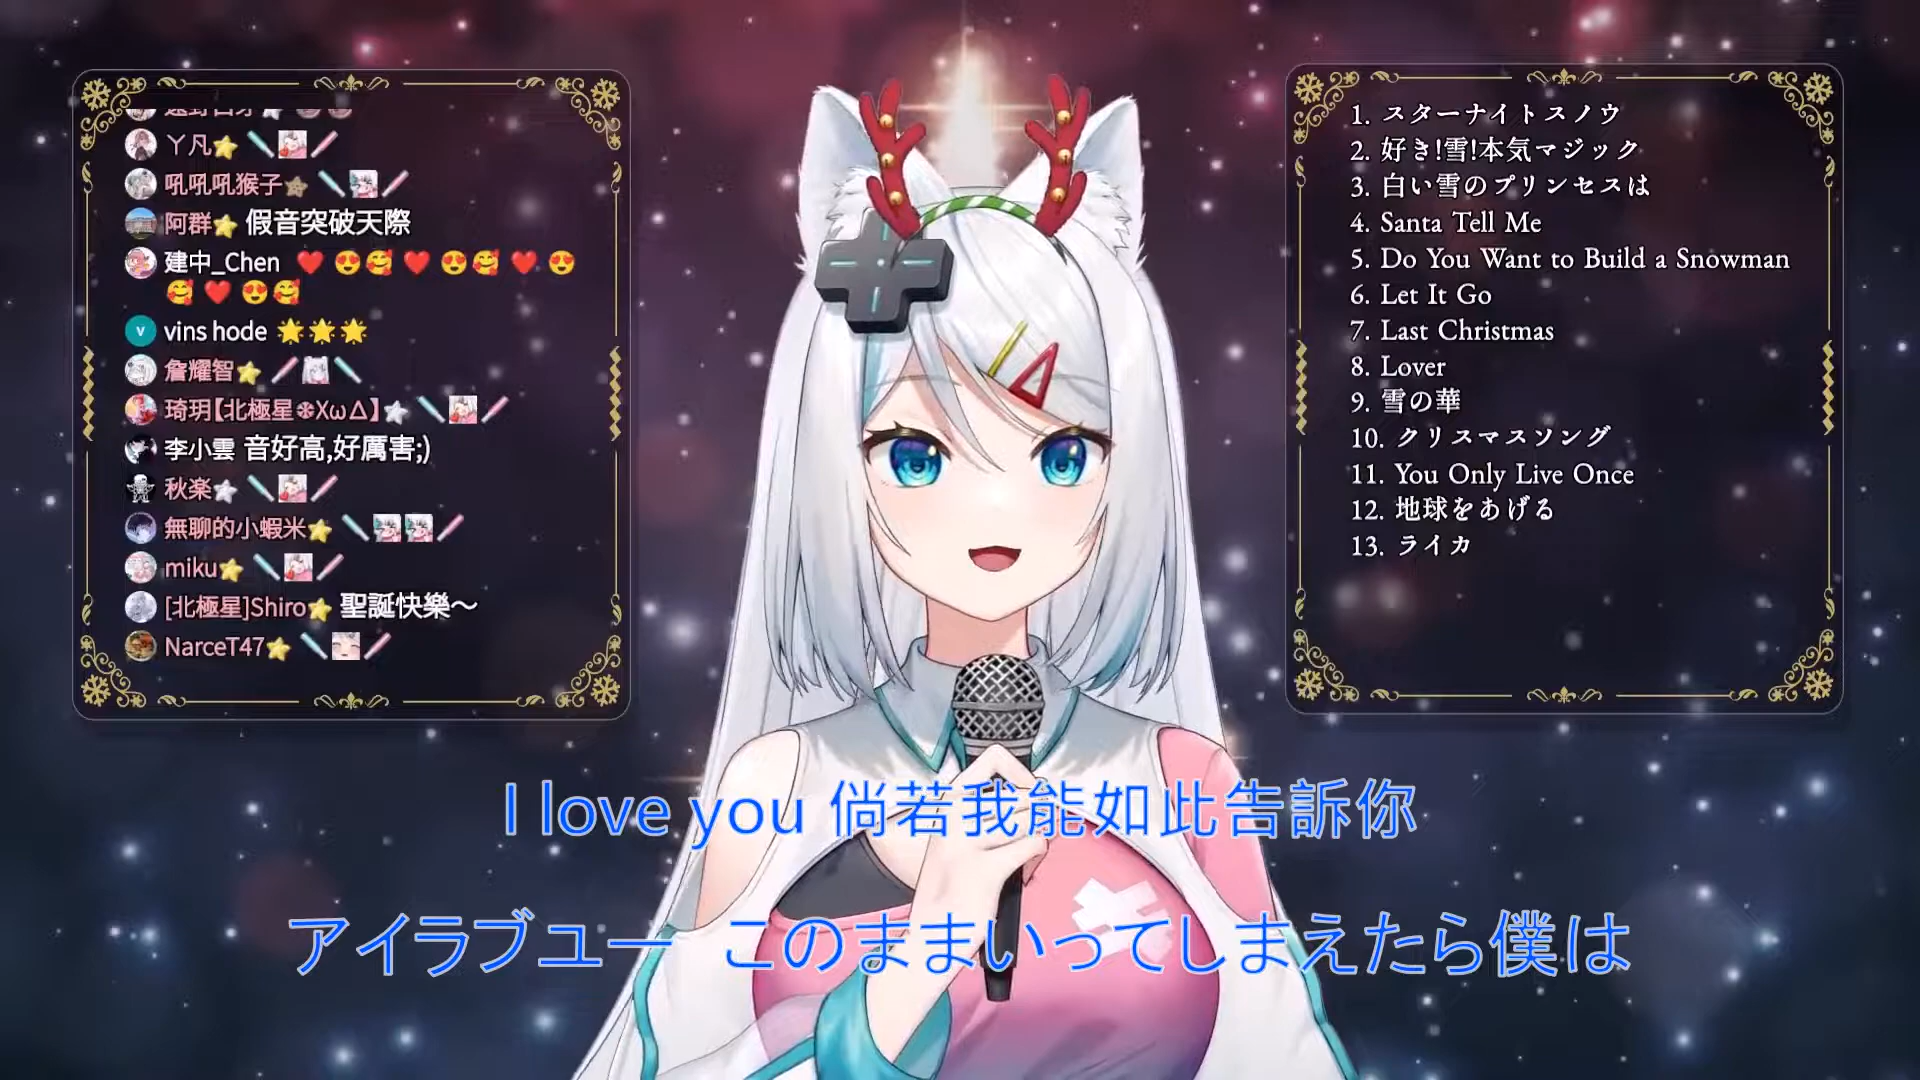 丫凡
吼吼吼猴子
阿群 假音突破天際
建中_Chen
V vins hode
詹耀智
琦玥【北極星❆XωΔ】
李小雲 音好高,好厲害;)
秋楽
無聊的小蝦米
miku
[北極星]Shiro 聖誕快樂～
NarceT47
1. スターナイトスノウ
2. 好き!雪!本気マジック
3. 白い雪のプリンセスは
4. Santa Tell Me
5. Do You Want to Build a Snowman
6. Let It Go
7. Last Christmas
8. Lover
9. 雪の華
10. クリスマスソング
11. You Only Live Once
12. 地球をあげる
13. ライカ
I love you 倘若我能如此告訴你
アイラブユー このままいってしまえたら僕は